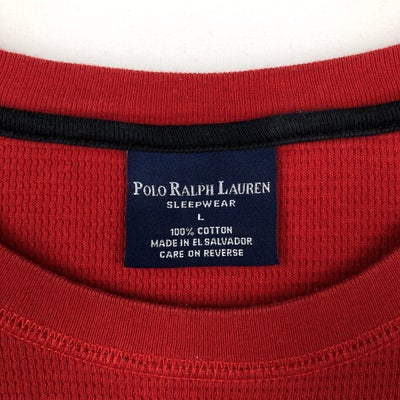 POLO RALPH LAUREN
SLEEPWEAR
L
100% COTTON
MADE IN EL SALVADOR
CARE ON REVERSE